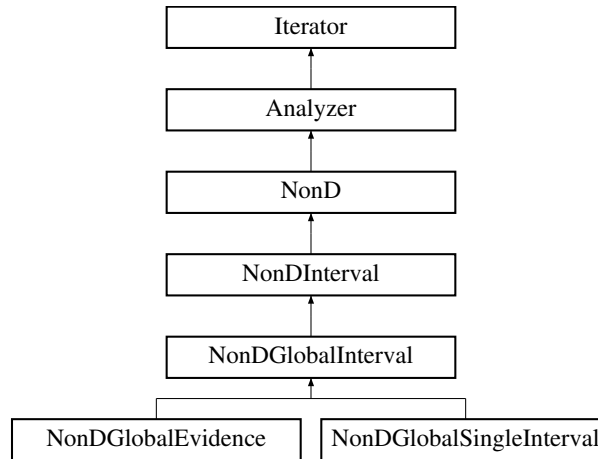 Iterator
Analyzer
NonD
NonDInterval
NonDGlobalInterval
NonDGlobalEvidence
NonDGlobalSingleInterval